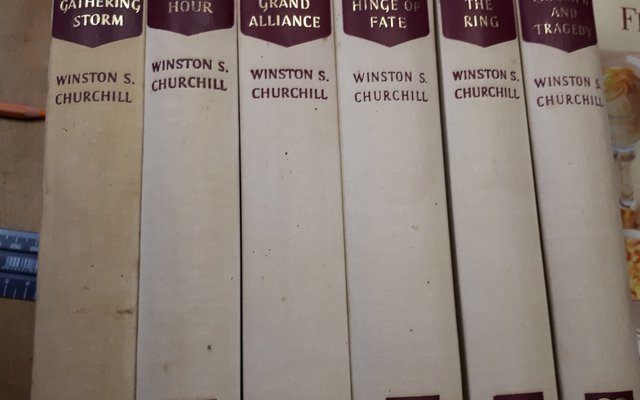 GATHERING
STORM
WINSTON S.
CHURCHILL
HOUR
WINSTON S.
CHURCHILL
GRAND
ALLIANCE
WINSTON S.
CHURCHILL
HINGE OF
FATE
WINSTON S.
CHURCHILL
THE
RING
WINSTON S.
CHURCHILL
AND
TRAGEDY
WINSTON S.
CHURCHILL